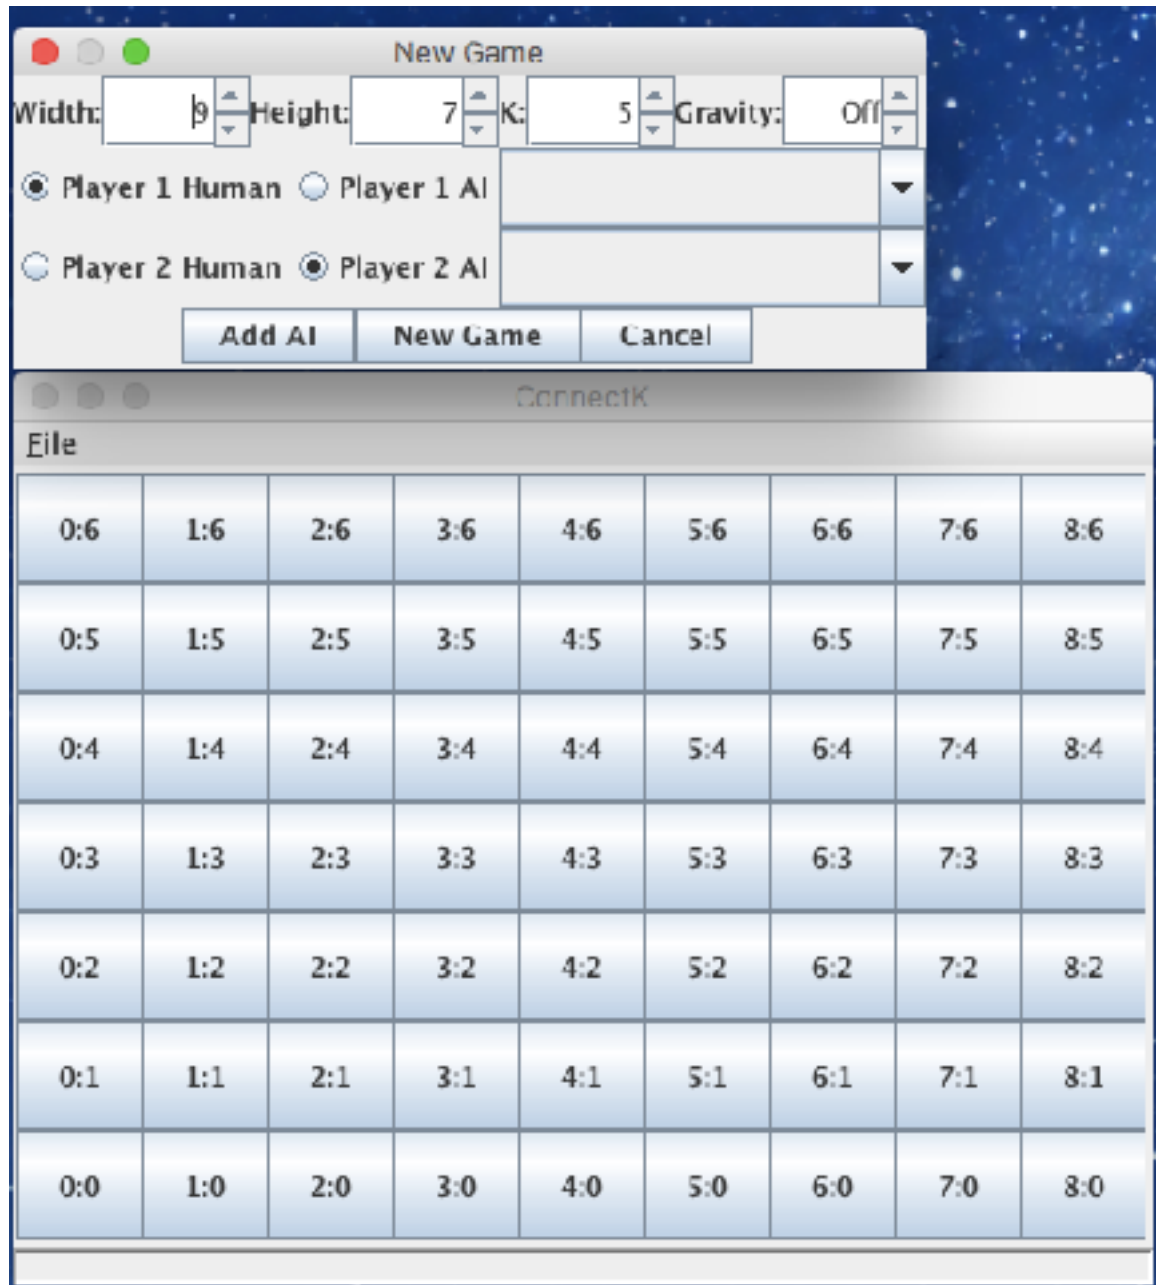 New Game
Width: 9 Height: 7 K: 5 Gravity: Off
Player 1 Human Player 1 AI
Player 2 Human Player 2 AI
Add AI New Game Cancel
ConnectK
File
0:6 1:6 2:6 3:6 4:6 5:6 6:6 7:6 8:6
0:5 1:5 2:5 3:5 4:5 5:5 6:5 7:5 8:5
0:4 1:4 2:4 3:4 4:4 5:4 6:4 7:4 8:4
0:3 1:3 2:3 3:3 4:3 5:3 6:3 7:3 8:3
0:2 1:2 2:2 3:2 4:2 5:2 6:2 7:2 8:2
0:1 1:1 2:1 3:1 4:1 5:1 6:1 7:1 8:1
0:0 1:0 2:0 3:0 4:0 5:0 6:0 7:0 8:0